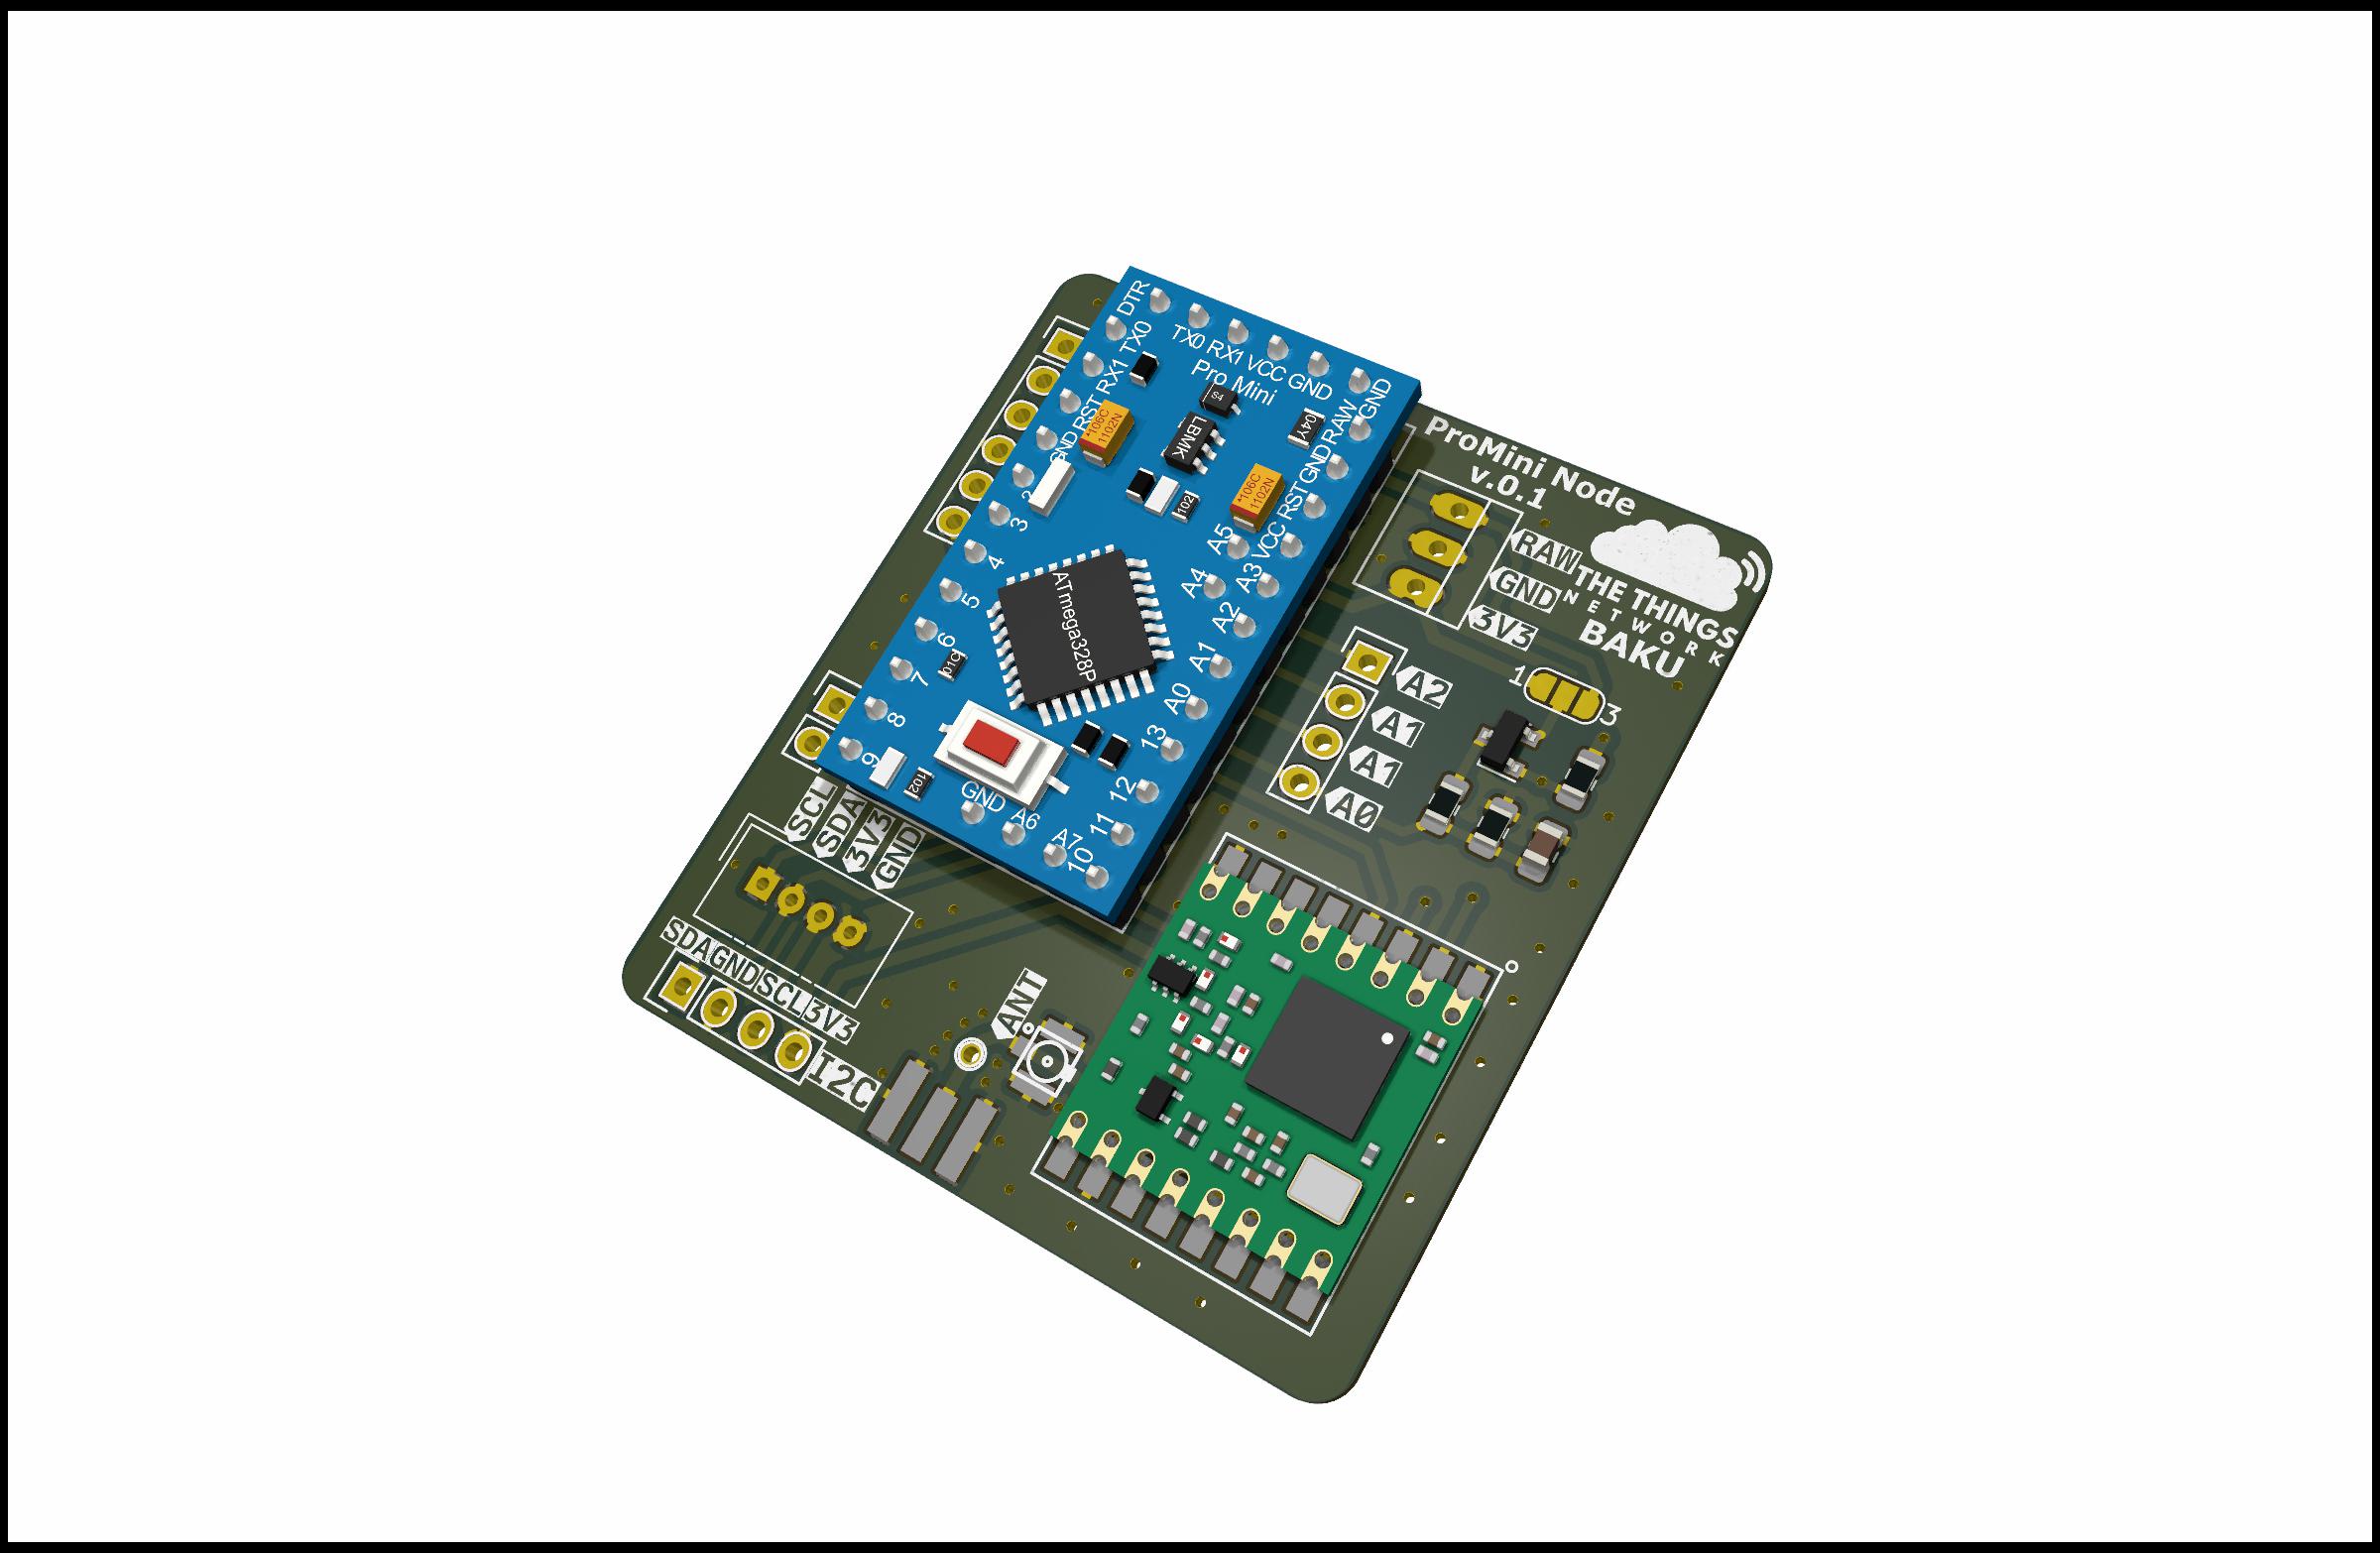 DTR
TX0 RX1 VCC GND
Pro Mini
TX0
RX1
RST
GND
2
3
4
5
6
7
8
9
GND
RAW
GND
RST
VCC
A5
A4
A3
A2
A1
A0
13
12
11
10
GND
A6
A7
*106C
1102N
*106C
1102N
LBMK
S4
04Y
102
01C
102
ATmega328P
ProMini Node
v.0.1
RAW
GND
3V3
THE THINGS
NETWORK
BAKU
1
3
A2
A1
A1
A0
SCL
SDA
3V3
GND
SDA GND SCL 3V3
I2C
ANT